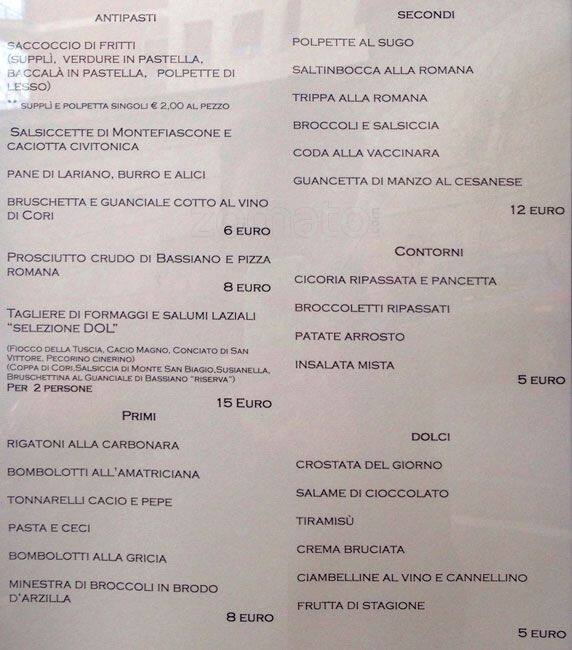 ANTIPASTI
SACCOCCIO DI FRITTI
(SUPPLÌ, VERDURE IN PASTELLA,
BACCALÀ IN PASTELLA, POLPETTE DI
LESSO)
** SUPPLÌ E POLPETTA SINGOLI € 2,00 AL PEZZO
SALSICCETTE DI MONTEFIASCONE E
CACIOTTA CIVITONICA
PANE DI LARIANO, BURRO E ALICI
BRUSCHETTA E GUANCIALE COTTO AL VINO
DI CORI
6 EURO
PROSCIUTTO CRUDO DI BASSIANO E PIZZA
ROMANA
8 EURO
TAGLIERE DI FORMAGGI E SALUMI LAZIALI
"SELEZIONE DOL"
(FIOCCO DELLA TUSCIA, CACIO MAGNO, CONCIATO DI SAN
VITTORE, PECORINO CINERINO)
(COPPA DI CORI,SALSICCIA DI MONTE SAN BIAGIO,SUSIANELLA,
BRUSCHETTINA AL GUANCIALE DI BASSIANO "RISERVA")
PER 2 PERSONE
15 EURO
PRIMI
RIGATONI ALLA CARBONARA
BOMBOLOTTI ALL'AMATRICIANA
TONNARELLI CACIO E PEPE
PASTA E CECI
BOMBOLOTTI ALLA GRICIA
MINESTRA DI BROCCOLI IN BRODO
D'ARZILLA
8 EURO
SECONDI
POLPETTE AL SUGO
SALTINBOCCA ALLA ROMANA
TRIPPA ALLA ROMANA
BROCCOLI E SALSICCIA
CODA ALLA VACCINARA
GUANCETTA DI MANZO AL CESANESE
12 EURO
CONTORNI
CICORIA RIPASSATA E PANCETTA
BROCCOLETTI RIPASSATI
PATATE ARROSTO
INSALATA MISTA
5 EURO
DOLCI
CROSTATA DEL GIORNO
SALAME DI CIOCCOLATO
TIRAMISÙ
CREMA BRUCIATA
CIAMBELLINE AL VINO E CANNELLINO
FRUTTA DI STAGIONE
5 EURO
zomato.com